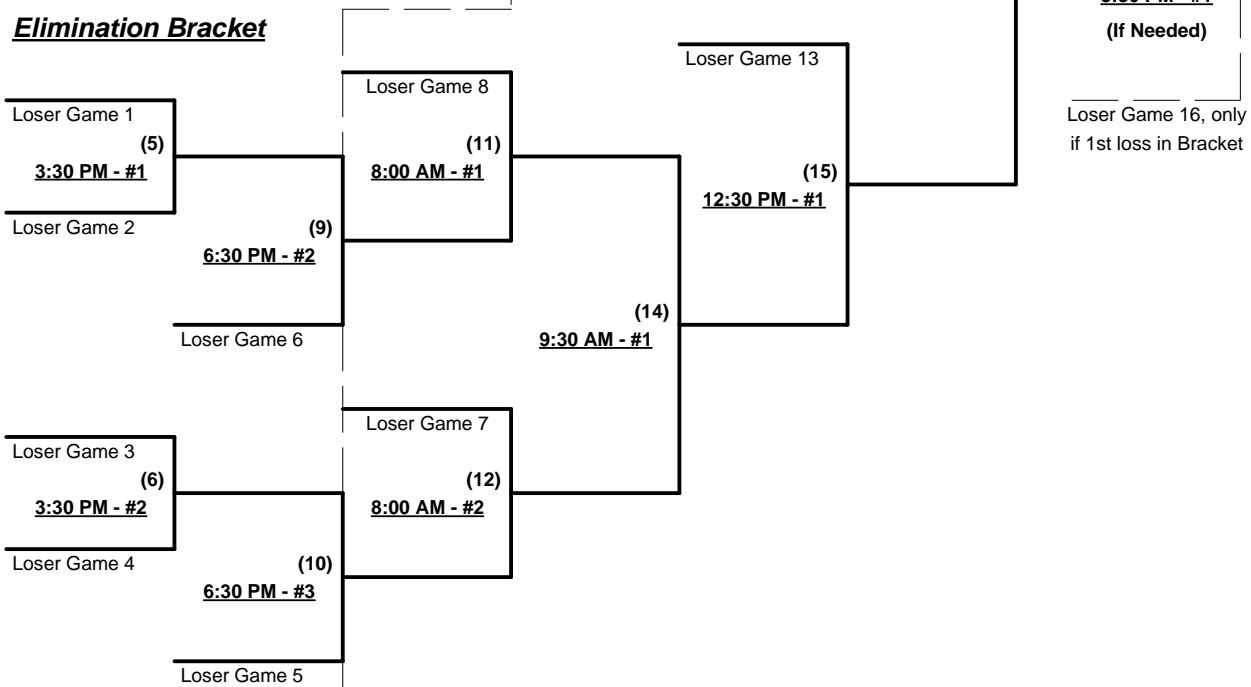 Elimination Bracket
(If Needed)
Loser Game 13
Loser Game 8
Loser Game 1
Loser Game 16, only
if 1st loss in Bracket
(5)
3:30 PM - #1
(11)
8:00 AM - #1
(15)
12:30 PM - #1
Loser Game 2
(9)
6:30 PM - #2
(14)
9:30 AM - #1
Loser Game 6
Loser Game 7
Loser Game 3
(6)
3:30 PM - #2
(12)
8:00 AM - #2
Loser Game 4
(10)
6:30 PM - #3
Loser Game 5